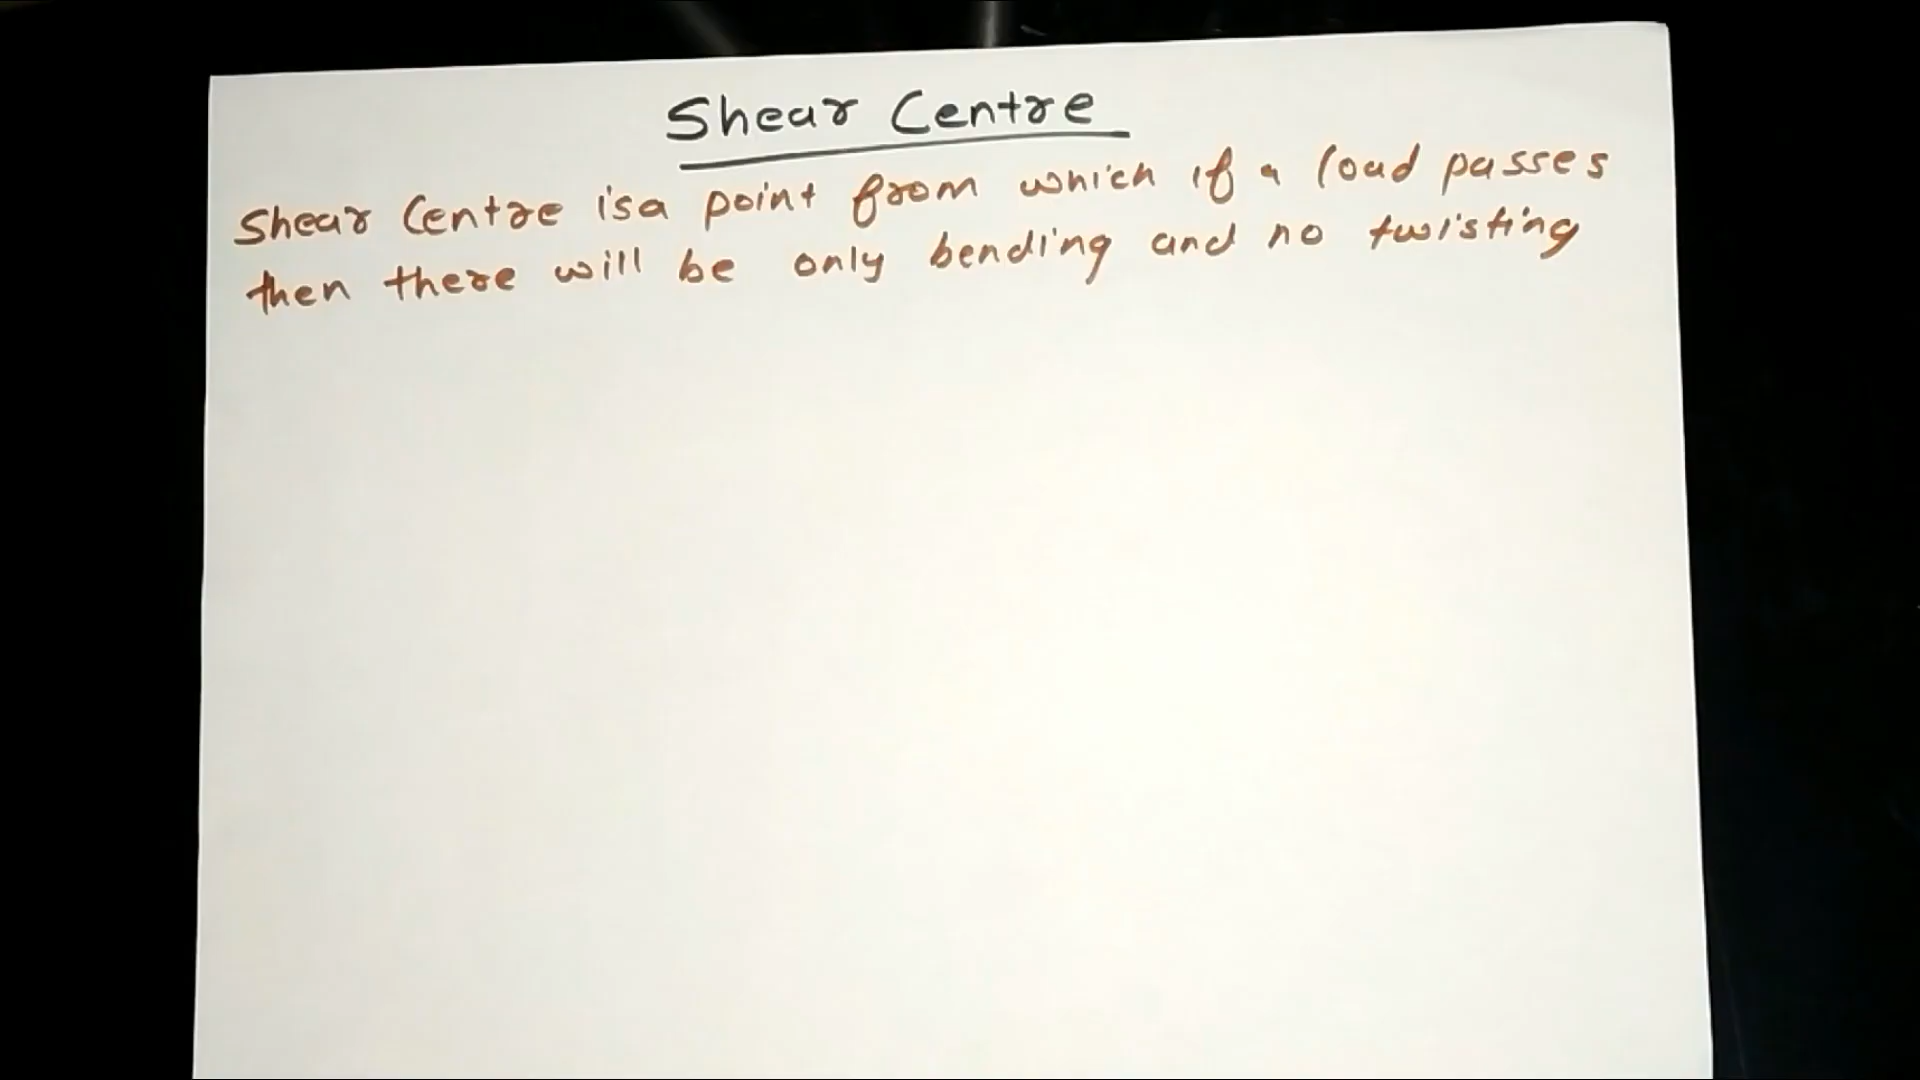 Shear Centre
Shear Centre is a point from which if a load passes
then there will be only bending and no twisting